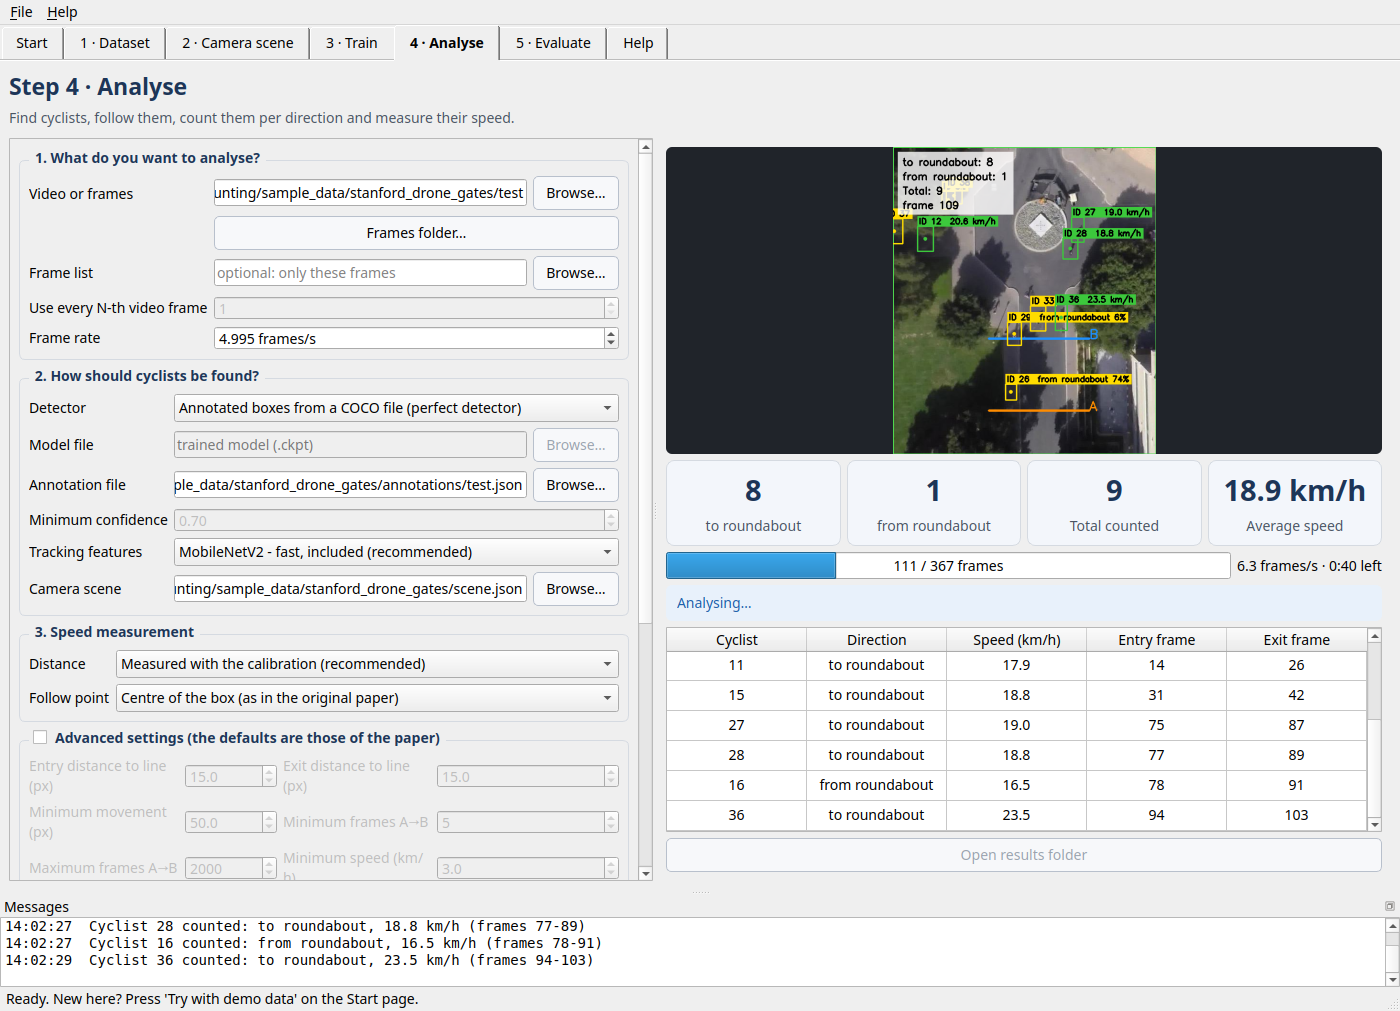 File Help
Start 1 · Dataset 2 · Camera scene 3 · Train 4 · Analyse 5 · Evaluate Help
Step 4 · Analyse
Find cyclists, follow them, count them per direction and measure their speed.
1. What do you want to analyse?
Video or frames unting/sample_data/stanford_drone_gates/test Browse...
Frames folder...
Frame list optional: only these frames Browse...
Use every N-th video frame 1
Frame rate 4.995 frames/s
2. How should cyclists be found?
Detector Annotated boxes from a COCO file (perfect detector)
Model file trained model (.ckpt) Browse...
Annotation file ple_data/stanford_drone_gates/annotations/test.json Browse...
Minimum confidence 0.70
Tracking features MobileNetV2 - fast, included (recommended)
Camera scene nting/sample_data/stanford_drone_gates/scene.json Browse...
3. Speed measurement
Distance Measured with the calibration (recommended)
Follow point Centre of the box (as in the original paper)
Advanced settings (the defaults are those of the paper)
Entry distance to line (px) 15.0 Exit distance to line (px) 15.0
Minimum movement (px) 50.0 Minimum frames A→B 5
Maximum frames A→B 2000 Minimum speed (km/h) 3.0
to roundabout: 8
from roundabout: 1
Total: 9
frame 109
37
ID 12 20.6 km/h
ID 27 19.0 km/h
ID 28 18.8 km/h
ID 33 ID 36 23.5 km/h
ID 29 from roundabout 6%
B
ID 26 from roundabout 74%
A
8 1 9 18.9 km/h
to roundabout from roundabout Total counted Average speed
111 / 367 frames 6.3 frames/s · 0:40 left
Analysing...
Cyclist Direction Speed (km/h) Entry frame Exit frame
11 to roundabout 17.9 14 26
15 to roundabout 18.8 31 42
27 to roundabout 19.0 75 87
28 to roundabout 18.8 77 89
16 from roundabout 16.5 78 91
36 to roundabout 23.5 94 103
Open results folder
Messages
14:02:27 Cyclist 28 counted: to roundabout, 18.8 km/h (frames 77-89)
14:02:27 Cyclist 16 counted: from roundabout, 16.5 km/h (frames 78-91)
14:02:29 Cyclist 36 counted: to roundabout, 23.5 km/h (frames 94-103)
Ready. New here? Press 'Try with demo data' on the Start page.